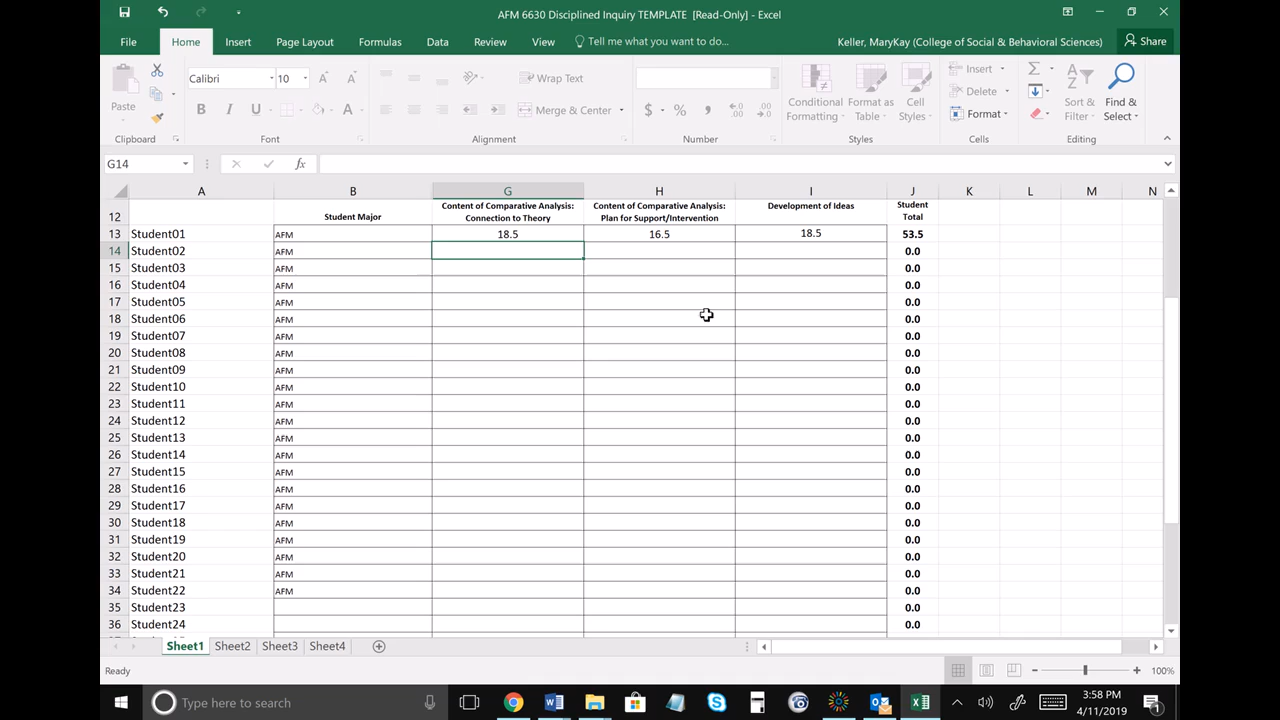 AFM 6630 Disciplined Inquiry TEMPLATE [Read-Only] - Excel
File Home Insert Page Layout Formulas Data Review View Tell me what you want to do... Keller, MaryKay (College of Social & Behavioral Sciences) Share
Calibri 10 Wrap Text Insert
Paste B I U Merge & Center $ % Conditional Formatting Format as Table Cell Styles Delete Sort & Filter Find & Select
Format
Clipboard Font Alignment Number Styles Cells Editing
G14 fx
A B G H I J K L M N
12 Student Major Content of Comparative Analysis: Connection to Theory Content of Comparative Analysis: Plan for Support/Intervention Development of Ideas Student Total
13 Student01 AFM 18.5 16.5 18.5 53.5
14 Student02 AFM 0.0
15 Student03 AFM 0.0
16 Student04 AFM 0.0
17 Student05 AFM 0.0
18 Student06 AFM 0.0
19 Student07 AFM 0.0
20 Student08 AFM 0.0
21 Student09 AFM 0.0
22 Student10 AFM 0.0
23 Student11 AFM 0.0
24 Student12 AFM 0.0
25 Student13 AFM 0.0
26 Student14 AFM 0.0
27 Student15 AFM 0.0
28 Student16 AFM 0.0
29 Student17 AFM 0.0
30 Student18 AFM 0.0
31 Student19 AFM 0.0
32 Student20 AFM 0.0
33 Student21 AFM 0.0
34 Student22 AFM 0.0
35 Student23 0.0
36 Student24 0.0
Sheet1 Sheet2 Sheet3 Sheet4
Ready 100%
Type here to search 3:58 PM
4/11/2019